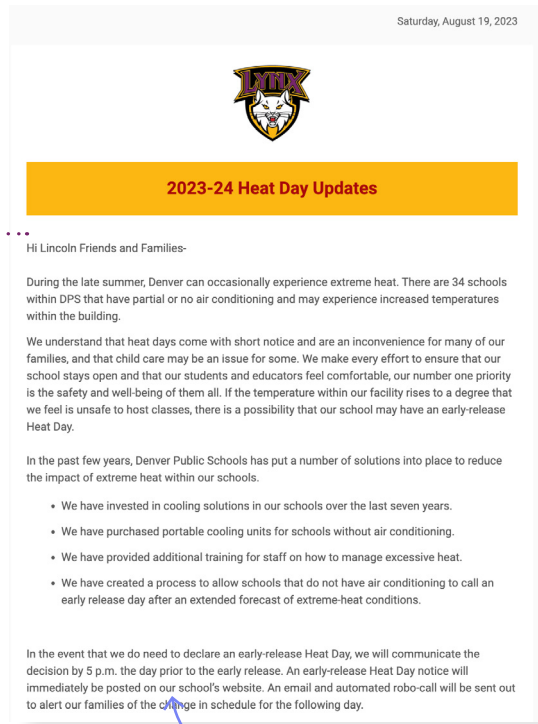 Saturday, August 19, 2023
LYNX
2023-24 Heat Day Updates
Hi Lincoln Friends and Families-
During the late summer, Denver can occasionally experience extreme heat. There are 34 schools
within DPS that have partial or no air conditioning and may experience increased temperatures
within the building.
We understand that heat days come with short notice and are an inconvenience for many of our
families, and that child care may be an issue for some. We make every effort to ensure that our
school stays open and that our students and educators feel comfortable, our number one priority
is the safety and well-being of them all. If the temperature within our facility rises to a degree that
we feel is unsafe to host classes, there is a possibility that our school may have an early-release
Heat Day.
In the past few years, Denver Public Schools has put a number of solutions into place to reduce
the impact of extreme heat within our schools.
• We have invested in cooling solutions in our schools over the last seven years.
• We have purchased portable cooling units for schools without air conditioning.
• We have provided additional training for staff on how to manage excessive heat.
• We have created a process to allow schools that do not have air conditioning to call an
early release day after an extended forecast of extreme-heat conditions.
In the event that we do need to declare an early-release Heat Day, we will communicate the
decision by 5 p.m. the day prior to the early release. An early-release Heat Day notice will
immediately be posted on our school's website. An email and automated robo-call will be sent out
to alert our families of the change in schedule for the following day.